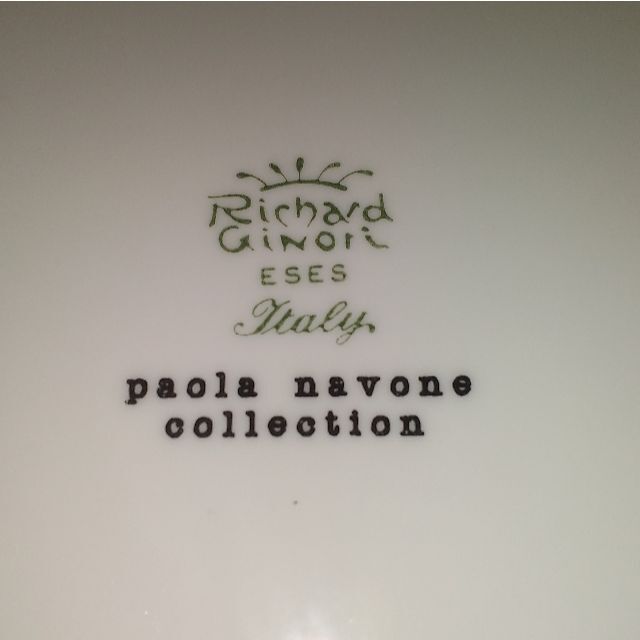 Richard
Ginori
ESES
Italy
paola navone
collection